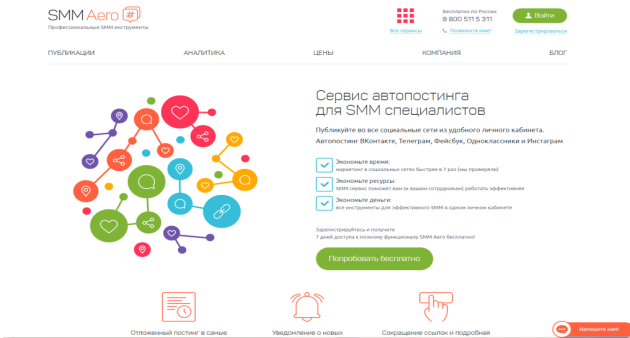 SMM Aero #
Профессиональные SMM инструменты
Все сервисы
Бесплатно по России
8 800 511 5 311
Позвоните мне!
Войти
Зарегистрироваться
ПУБЛИКАЦИИ
АНАЛИТИКА
ЦЕНЫ
КОМПАНИЯ
БЛОГ
Сервис автопостинга
для SMM специалистов
Публикуйте во все социальные сети из удобного личного кабинета.
Автопостинг ВКонтакте, Телеграм, Фейсбук, Одноклассники и Инстаграм
Экономьте время:
маркетинг в социальных сетях быстрее в 7 раз (мы проверяли)
Экономьте ресурсы:
SMM сервис поможет вам (и вашим сотрудникам) работать эффективнее
Экономьте деньги:
все инструменты для эффективного SMM в одном личном кабинете
Зарегистрируйтесь и получите
7 дней доступа к полному функционалу SMM Aero бесплатно!
Попробовать бесплатно
Отложенный постинг в самые
Уведомления о новых
Сокращение ссылок и подробная
Напишите нам!